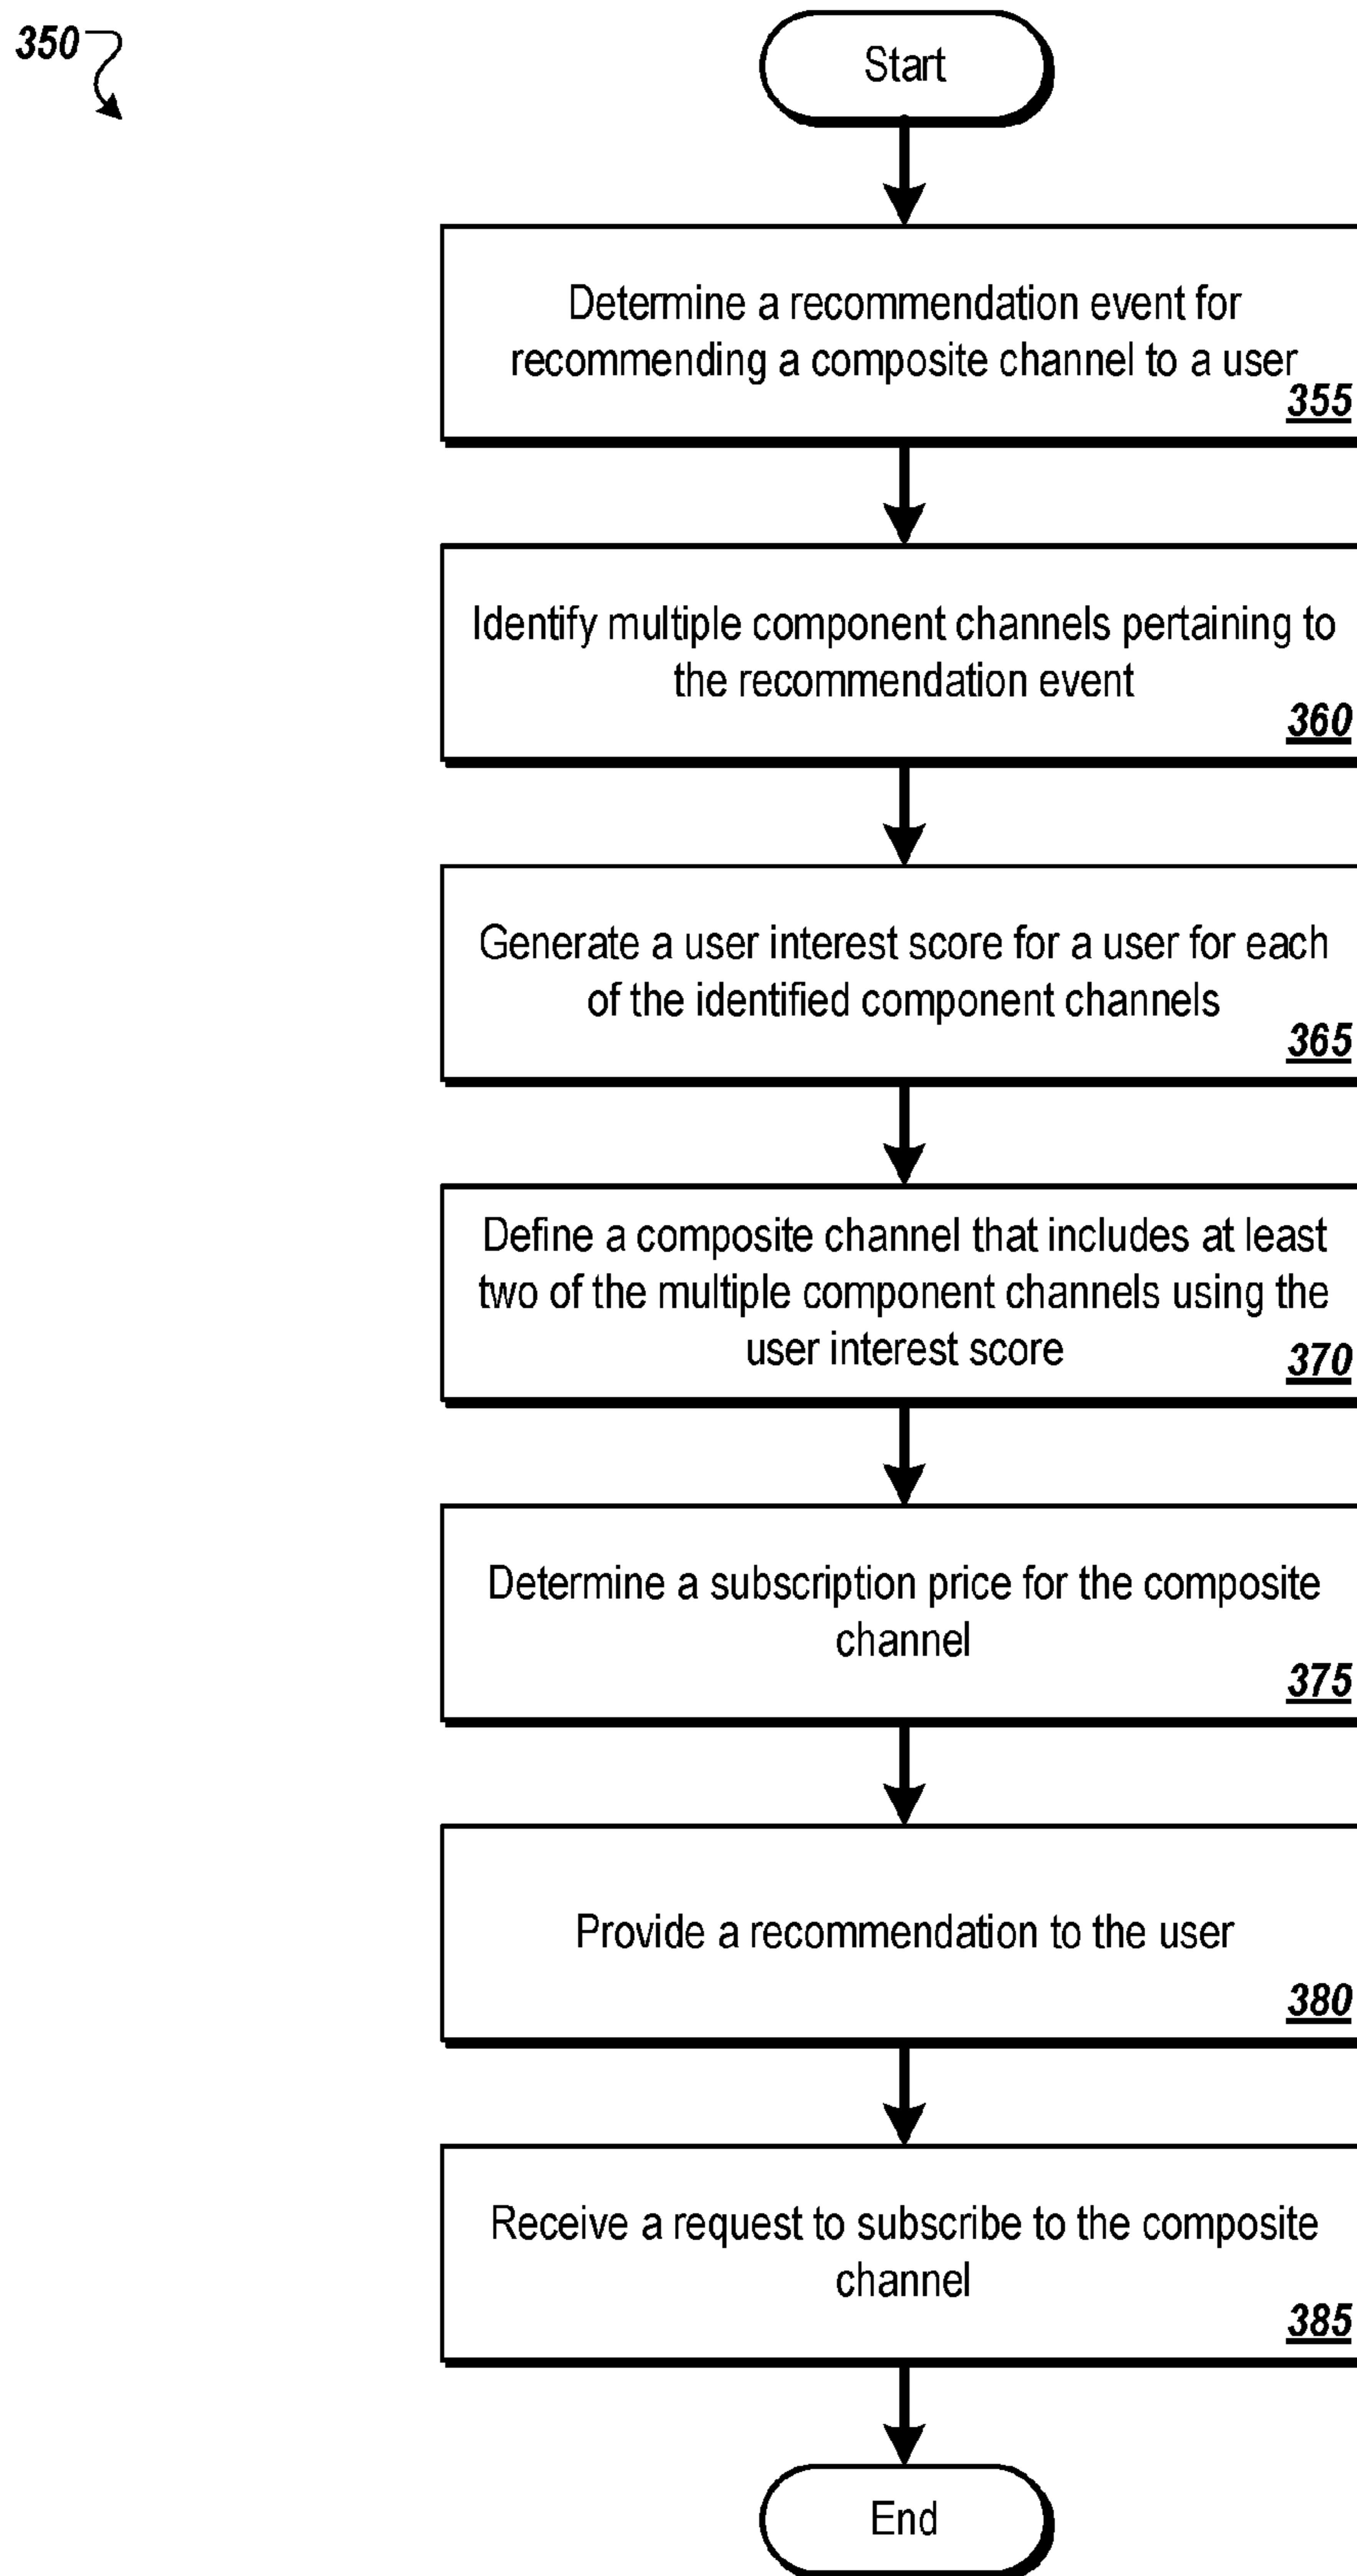 350
Start
Determine a recommendation event for
recommending a composite channel to a user
355
Identify multiple component channels pertaining to
the recommendation event
360
Generate a user interest score for a user for each
of the identified component channels
365
Define a composite channel that includes at least
two of the multiple component channels using the
user interest score
370
Determine a subscription price for the composite
channel
375
Provide a recommendation to the user
380
Receive a request to subscribe to the composite
channel
385
End